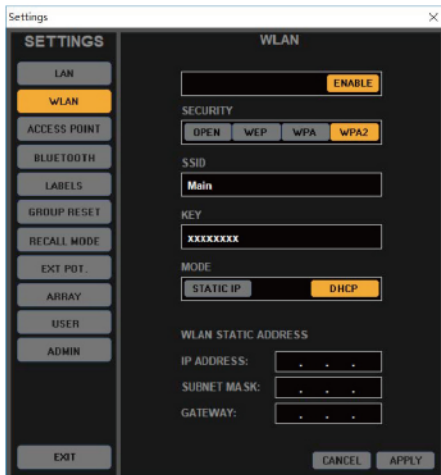 Settings
SETTINGS
LAN
WLAN
ACCESS POINT
BLUETOOTH
LABELS
GROUP RESET
RECALL MODE
EXT POT.
ARRAY
USER
ADMIN
EXIT
WLAN
ENABLE
SECURITY
OPEN WEP WPA WPA2
SSID
Main
KEY
xxxxxxxx
MODE
STATIC IP DHCP
WLAN STATIC ADDRESS
IP ADDRESS: . . .
SUBNET MASK: . . .
GATEWAY: . . .
CANCEL APPLY